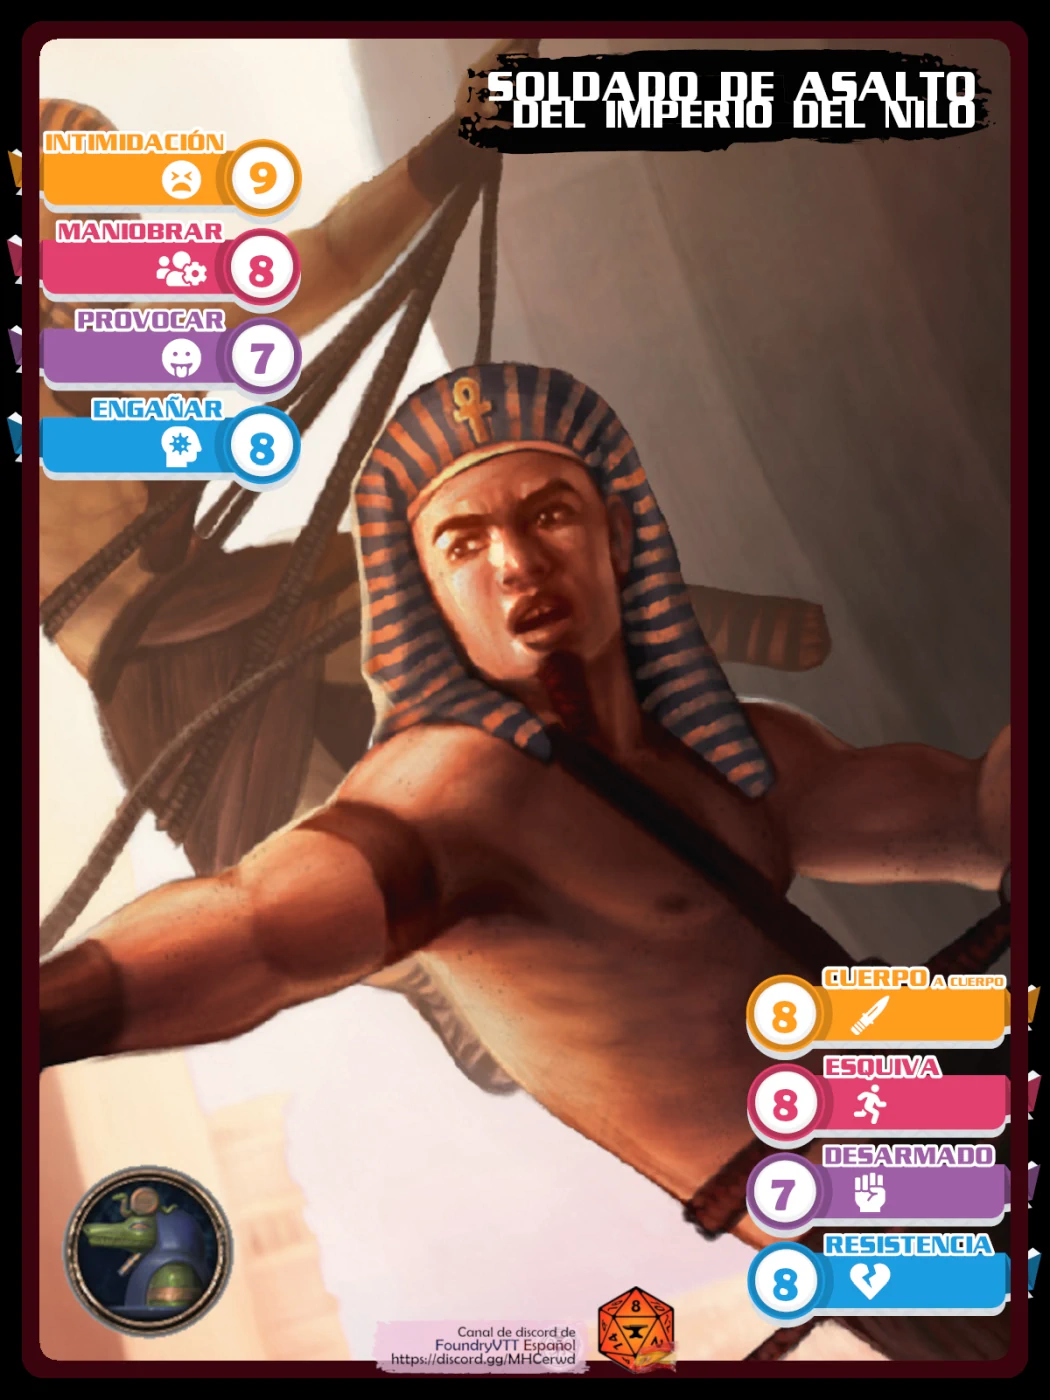 SOLDADO DE ASALTO
DEL IMPERIO DEL NILO
INTIMIDACIÓN
9
MANIOBRAR
8
PROVOCAR
7
ENGAÑAR
8
CUERPO A CUERPO
8
ESQUIVA
8
DESARMADO
7
RESISTENCIA
8
Canal de discord de
FoundryVTT Español
https://discord.gg/MHCerwd
8